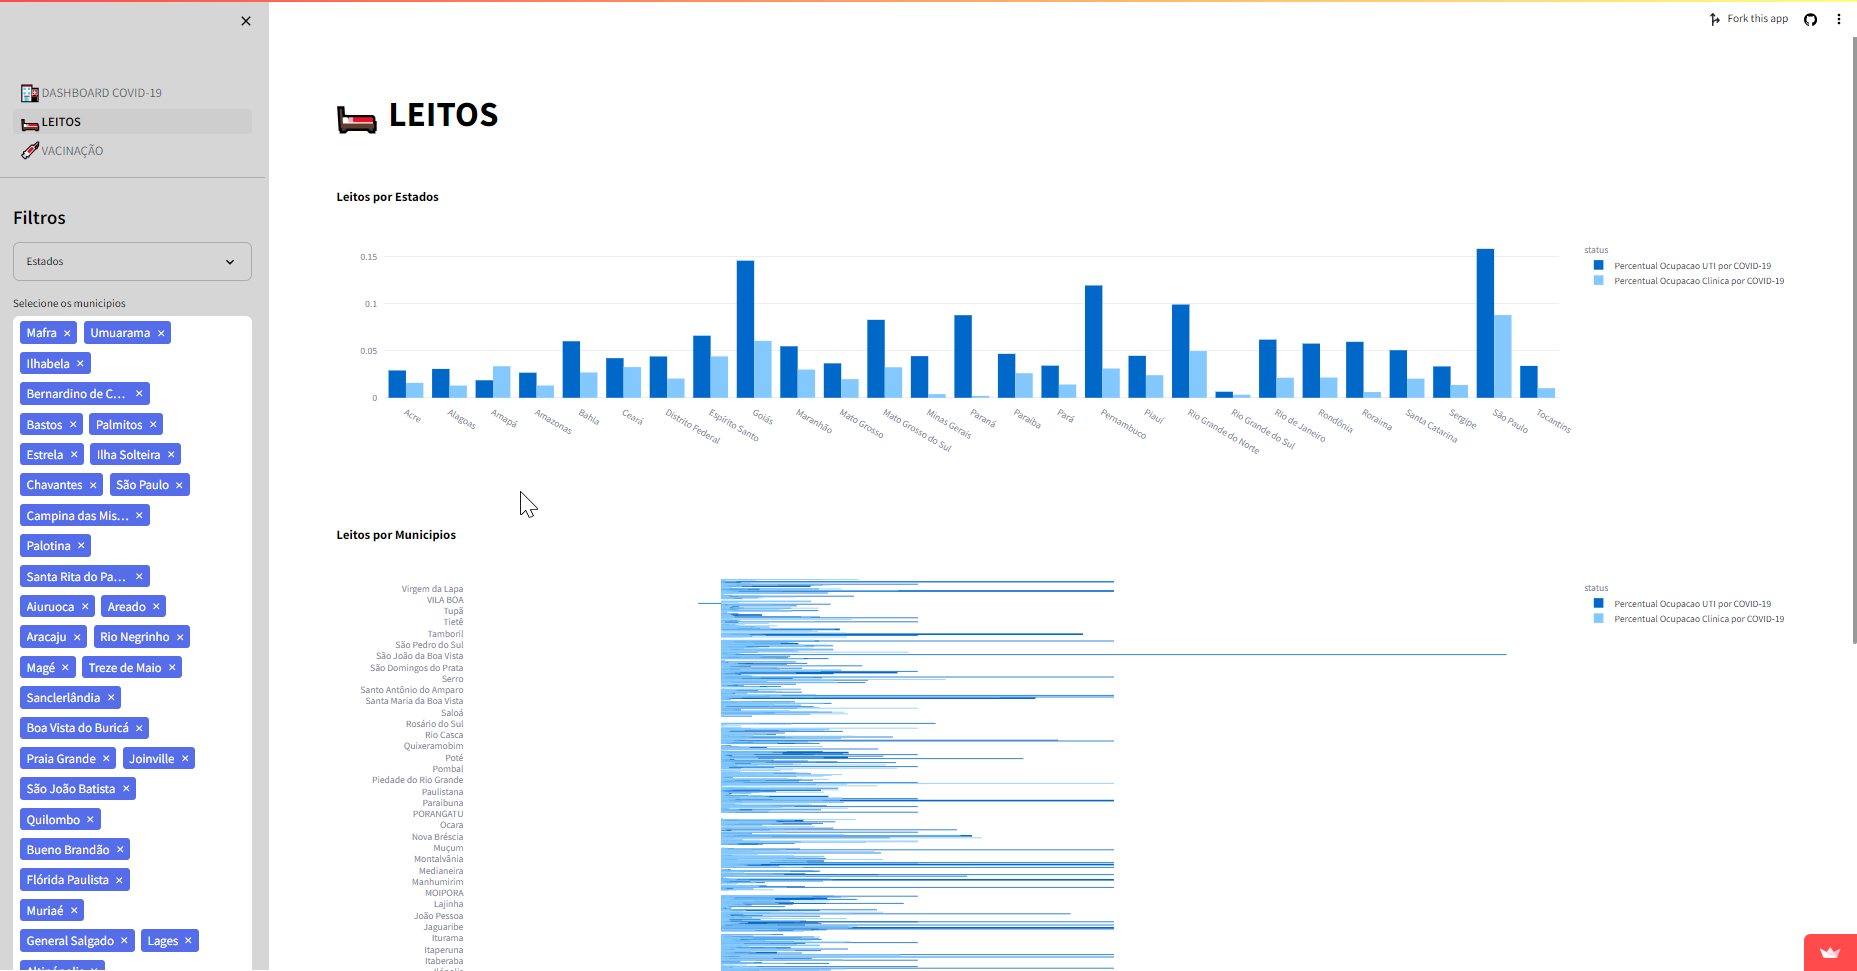 Fork this app
DASHBOARD COVID-19
LEITOS
VACINAÇÃO
Filtros
Estados
Selecione os municipios
Mafra × Umuarama ×
Ilhabela ×
Bernardino de C... ×
Bastos × Palmitos ×
Estrela × Ilha Solteira ×
Chavantes × São Paulo ×
Campina das Mis... ×
Palotina ×
Santa Rita do Pa... ×
Aiuruoca × Areado ×
Aracaju × Rio Negrinho ×
Magé × Treze de Maio ×
Sanclerlândia ×
Boa Vista do Buricá ×
Praia Grande × Joinville ×
São João Batista ×
Quilombo ×
Bueno Brandão ×
Flórida Paulista ×
Muriaé ×
General Salgado × Lages ×
LEITOS
Leitos por Estados
0.15
0.1
0.05
0
Acre
Alagoas
Amapá
Amazonas
Bahia
Ceará
Distrito Federal
Espírito Santo
Goiás
Maranhão
Mato Grosso
Mato Grosso do Sul
Minas Gerais
Paraná
Paraíba
Pará
Pernambuco
Piauí
Rio Grande do Norte
Rio Grande do Sul
Rio de Janeiro
Rondônia
Roraima
Santa Catarina
Sergipe
São Paulo
Tocantins
status
Percentual Ocupacao UTI por COVID-19
Percentual Ocupacao Clinica por COVID-19
Leitos por Municipios
Virgem da Lapa
VILA BOA
Tupã
Tietê
Tamboril
São Pedro do Sul
São João da Boa Vista
São Domingos do Prata
Serro
Santo Antônio do Amparo
Santa Maria da Boa Vista
Saloá
Rosário do Sul
Rio Casca
Quixeramobim
Poté
Pombal
Piedade do Rio Grande
Paulistana
Paraibuna
PORANGATU
Ocara
Nova Bréscia
Muçum
Montalvânia
Medianeira
Manhumirim
MOIPORA
Lajinha
João Pessoa
Jaguaribe
Iturama
Itaperuna
Itaberaba
status
Percentual Ocupacao UTI por COVID-19
Percentual Ocupacao Clinica por COVID-19